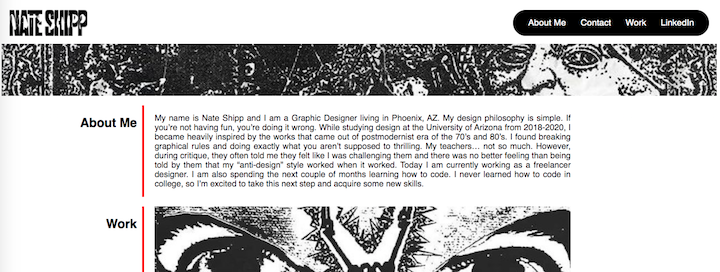 NATE SHIPP
About Me Contact Work LinkedIn
About Me
My name is Nate Shipp and I am a Graphic Designer living in Phoenix, AZ. My design philosophy is simple. If
you're not having fun, you're doing it wrong. While studying design at the University of Arizona from 2018-2020, I
became heavily inspired by the works that came out of postmodernist era of the 70's and 80's. I found breaking
graphical rules and doing exactly what you aren't supposed to thrilling. My teachers… not so much. However,
during critique, they often told me they felt like I was challenging them and there was no better feeling than being
told by them that my "anti-design" style worked when it worked. Today I am currently working as a freelancer
designer. I am also spending the next couple of months learning how to code. I never learned how to code in
college, so I'm excited to take this next step and acquire some new skills.
Work